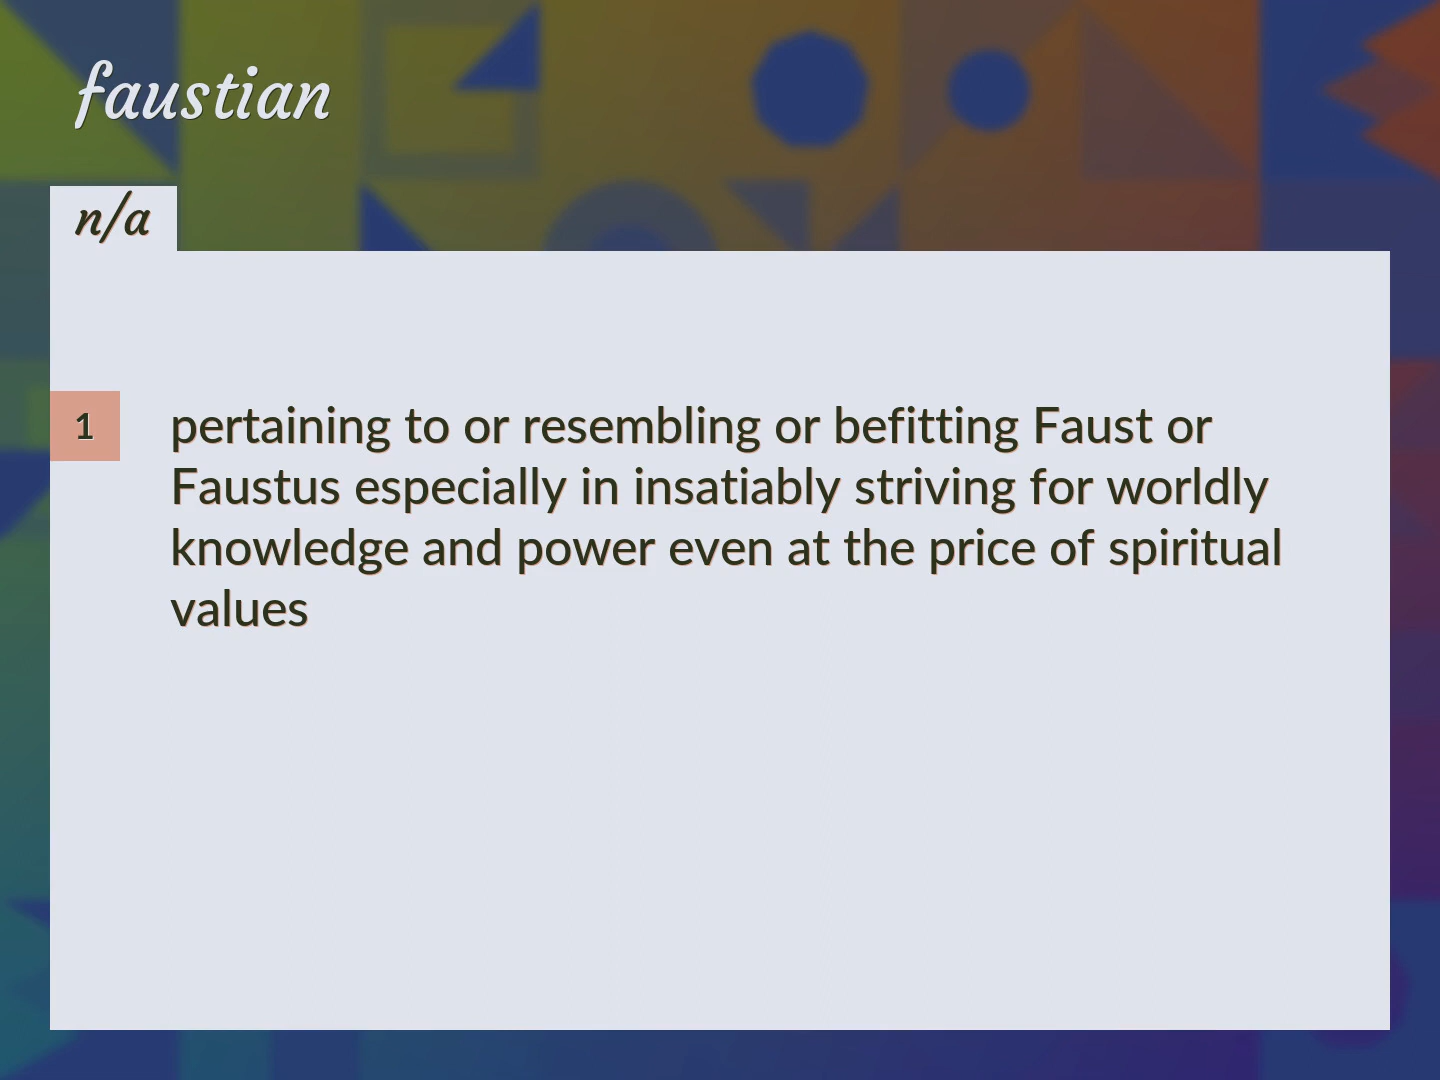 faustian
n/a
1
pertaining to or resembling or befitting Faust or
Faustus especially in insatiably striving for worldly
knowledge and power even at the price of spiritual
values